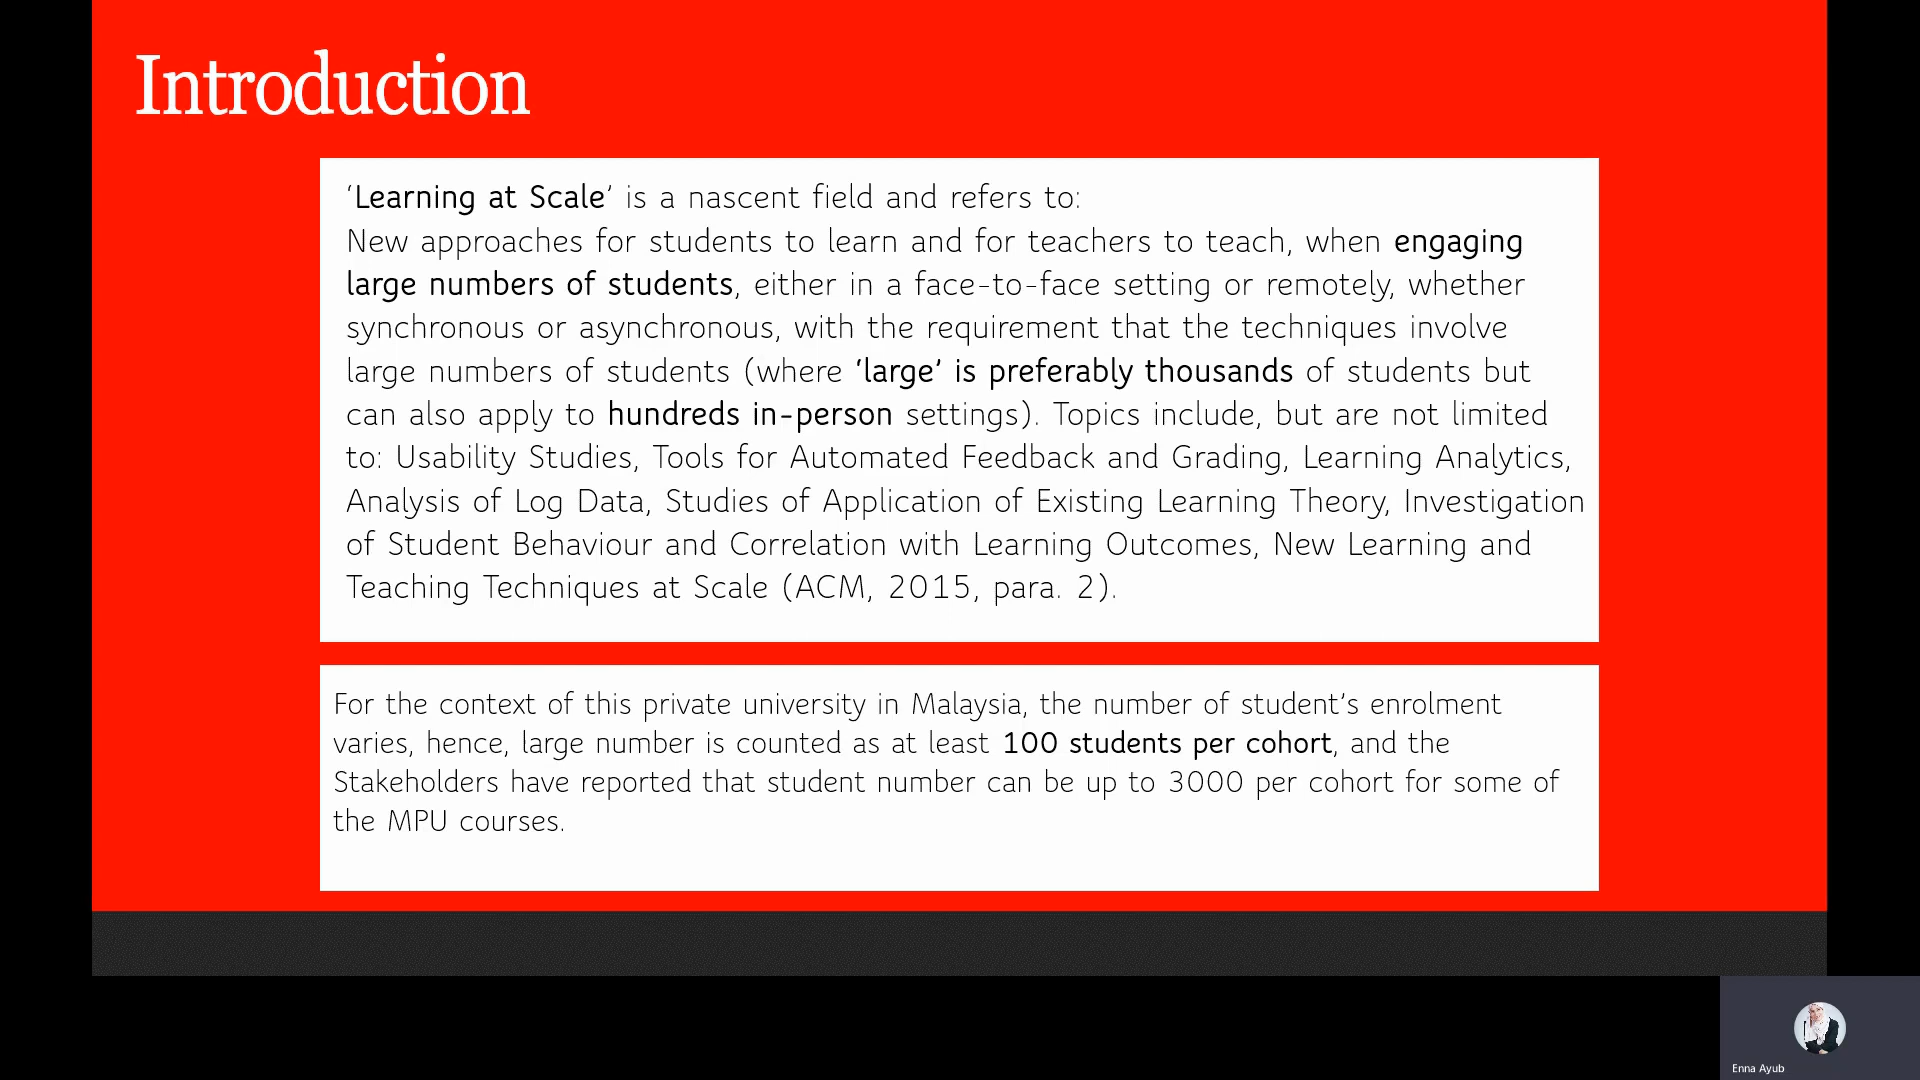 Introduction
‘Learning at Scale’ is a nascent field and refers to:
New approaches for students to learn and for teachers to teach, when engaging
large numbers of students, either in a face-to-face setting or remotely, whether
synchronous or asynchronous, with the requirement that the techniques involve
large numbers of students (where ‘large’ is preferably thousands of students but
can also apply to hundreds in-person settings). Topics include, but are not limited
to: Usability Studies, Tools for Automated Feedback and Grading, Learning Analytics,
Analysis of Log Data, Studies of Application of Existing Learning Theory, Investigation
of Student Behaviour and Correlation with Learning Outcomes, New Learning and
Teaching Techniques at Scale (ACM, 2015, para. 2).
For the context of this private university in Malaysia, the number of student’s enrolment
varies, hence, large number is counted as at least 100 students per cohort, and the
Stakeholders have reported that student number can be up to 3000 per cohort for some of
the MPU courses.
Enna Ayub